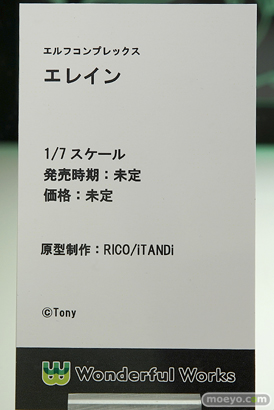 エルフコンプレックス
エレイン
1/7 スケール
発売時期：未定
価格：未定
原型制作：RICO/iTANDi
©Tony
Wonderful Works
moeyo.com